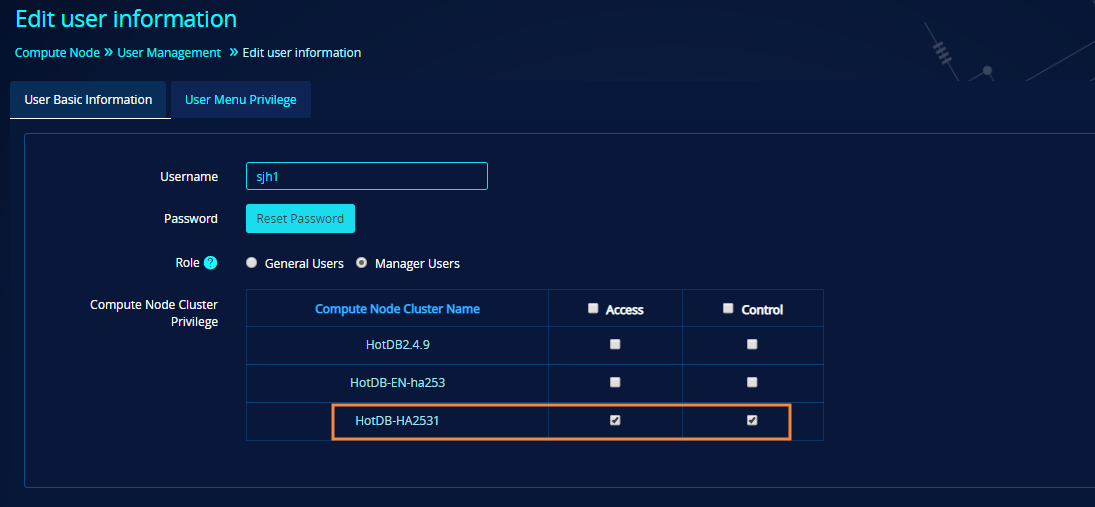 Edit user information
Compute Node » User Management » Edit user information
User Basic Information User Menu Privilege
Username sjh1
Password Reset Password
Role ? General Users Manager Users
Compute Node Cluster Privilege
Compute Node Cluster Name Access Control
HotDB2.4.9
HotDB-EN-ha253
HotDB-HA2531